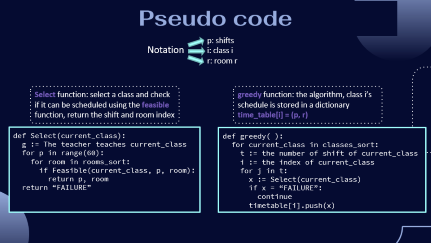 Pseudo code
Notation
p: shifts
i: class i
r: room r
Select function: select a class and check
if it can be scheduled using the feasible
function, return the shift and room index
def Select(current_class):
g := The teacher teaches current_class
for p in range(60):
for room in rooms_sort:
if Feasible(current_class, p, room):
return p, room
return "FAILURE"
greedy function: the algorithm, class i's
schedule is stored in a dictionary
time_table[i] = (p, r)
def greedy( ):
for current_class in classes_sort:
t := the number of shift of current_class
i := the index of current_class
for j in t:
x := Select(current_class)
if x = "FAILURE":
continue
timetable[i].push(x)